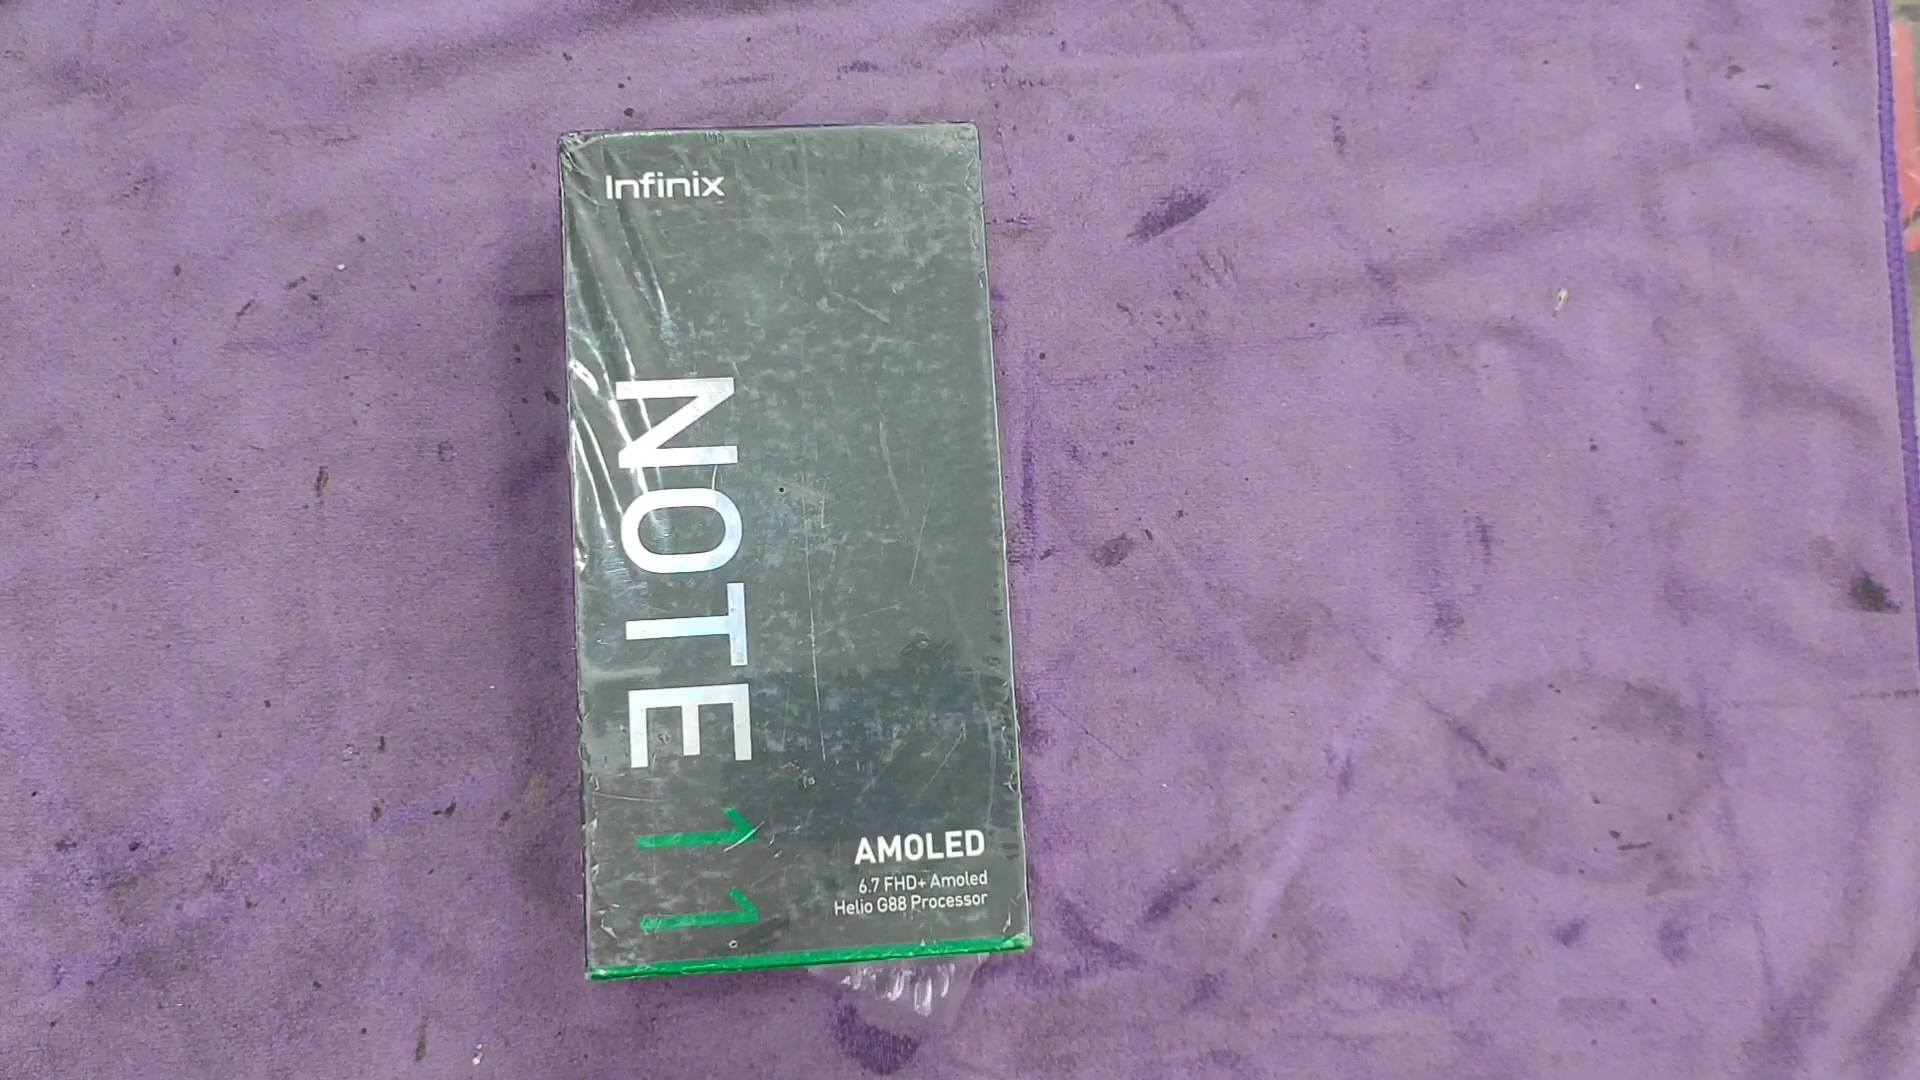 Infinix
NOTE 11
AMOLED
6.7 FHD+ Amoled
Helio G88 Processor